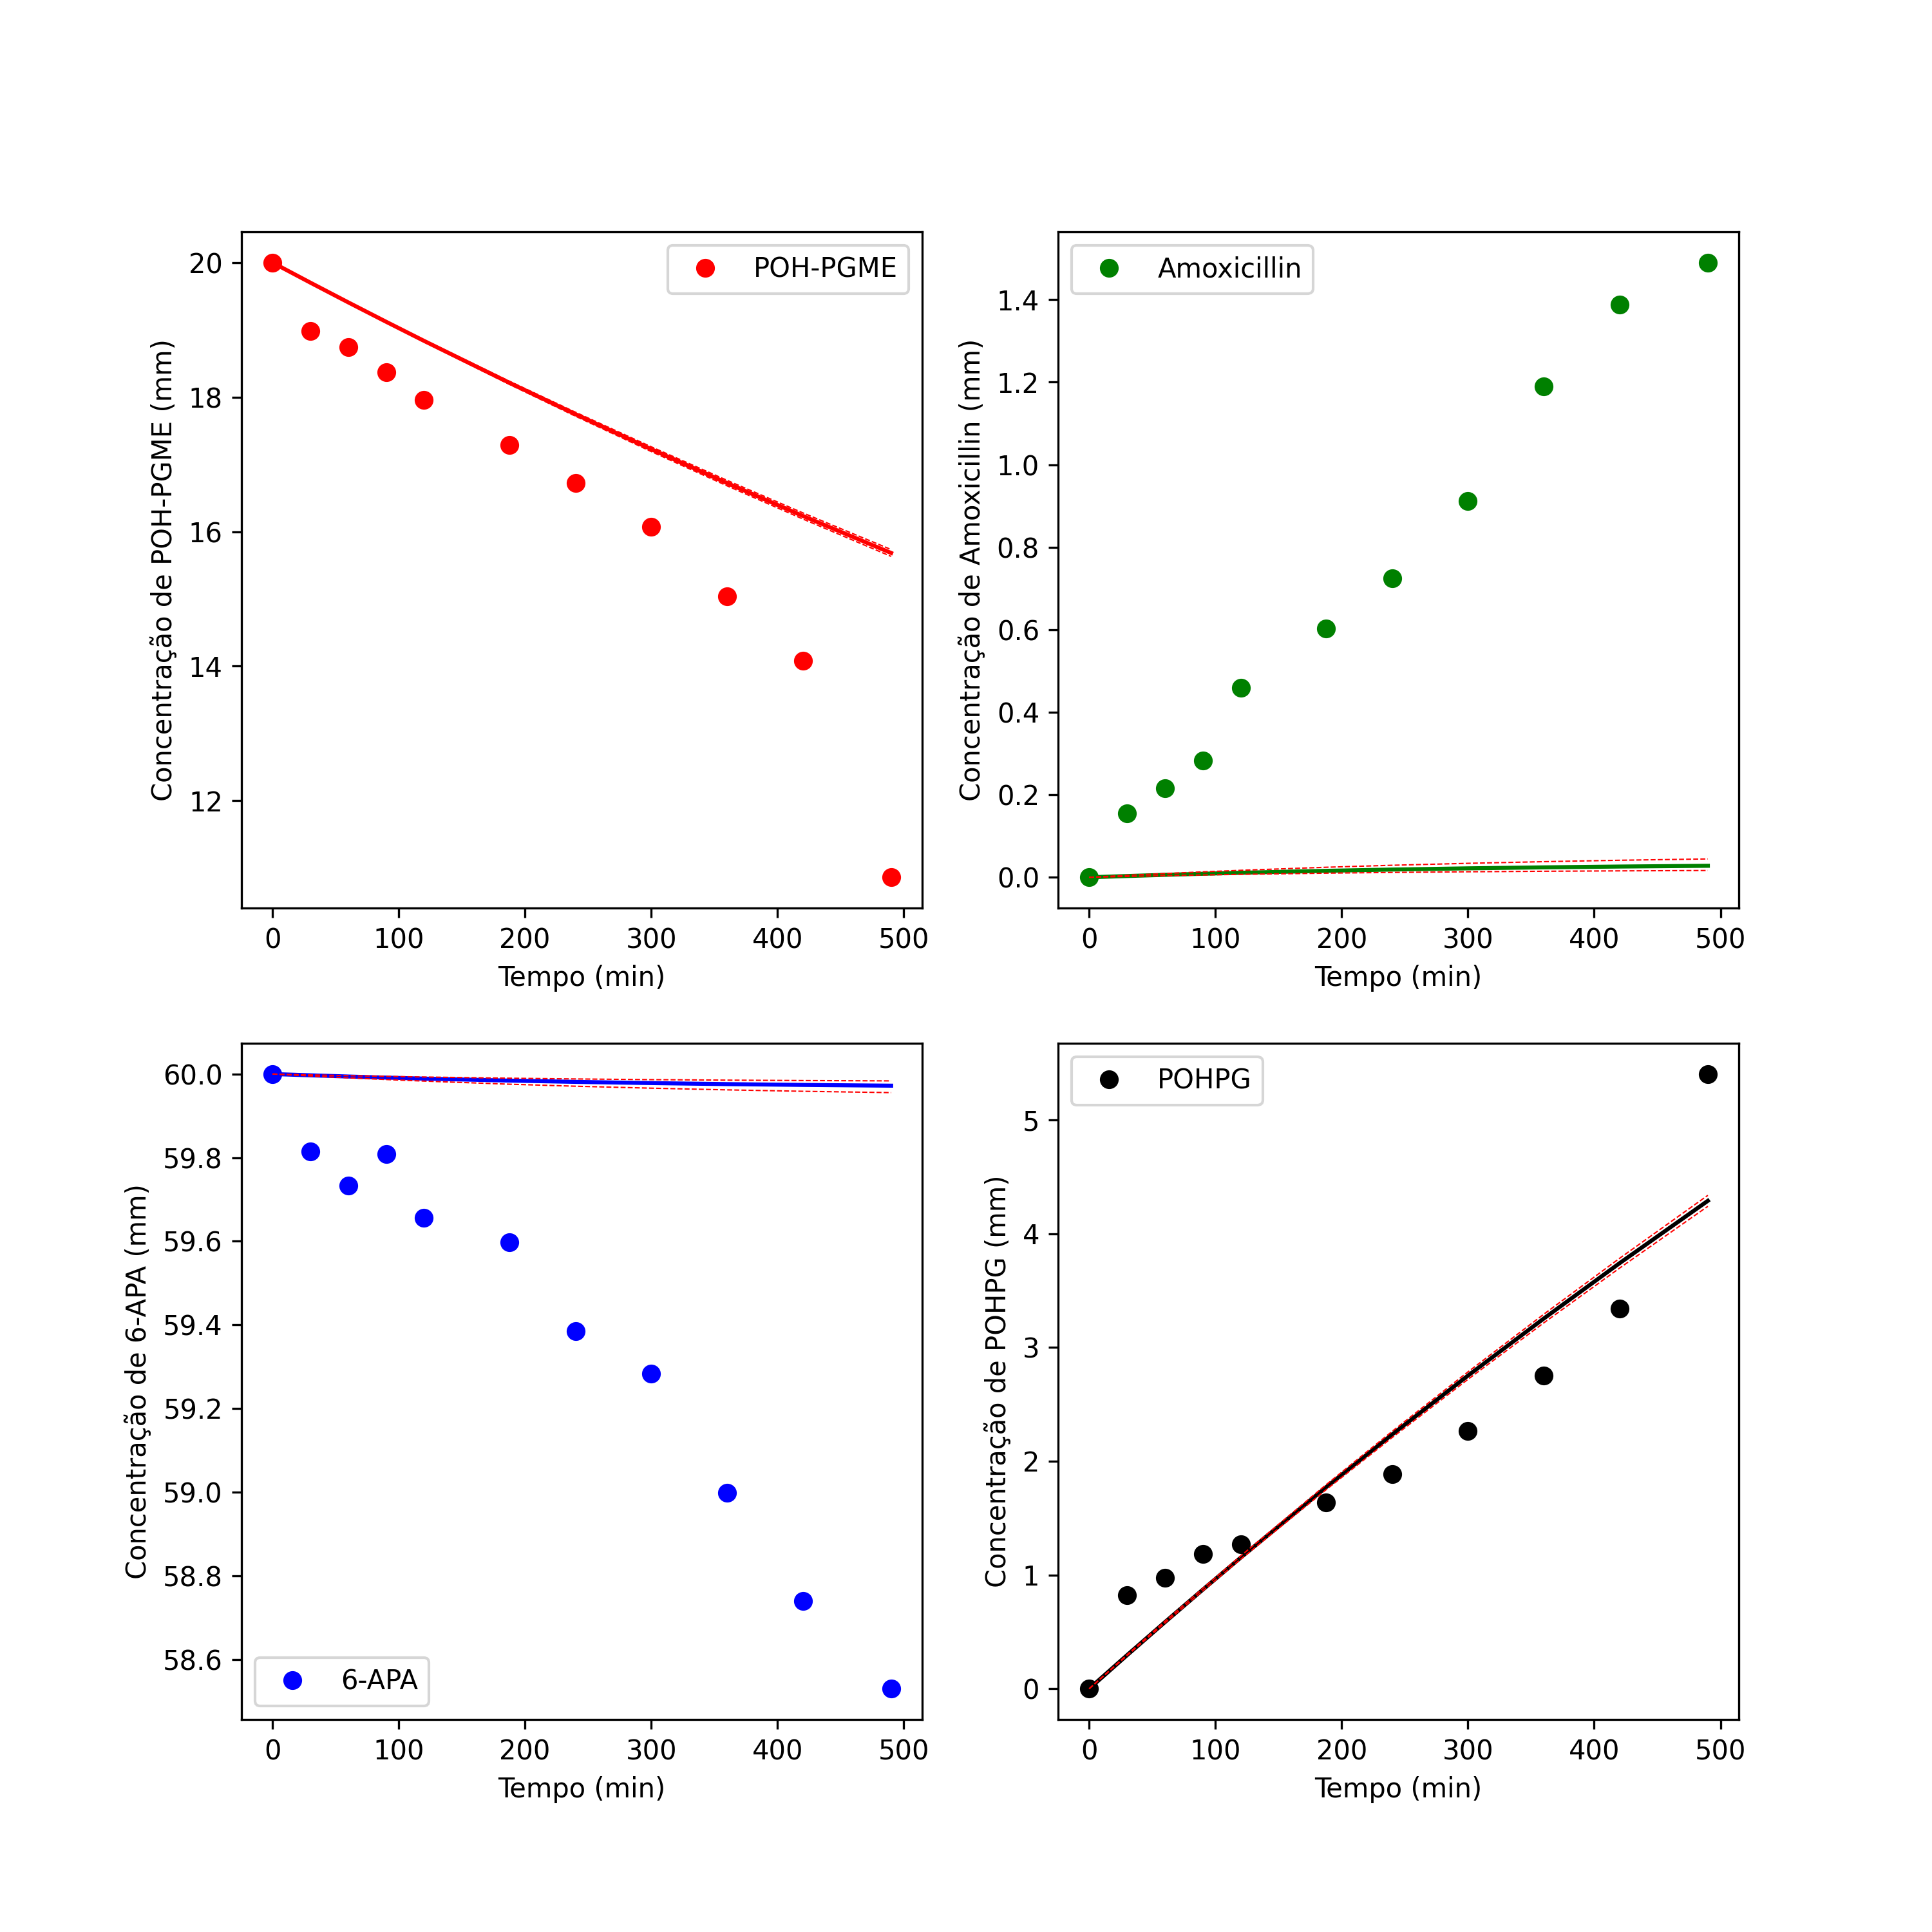 POH-PGME
Concentração de POH-PGME (mm)
20
18
16
14
12
0 100 200 300 400 500
Tempo (min)
Amoxicillin
Concentração de Amoxicillin (mm)
1.4
1.2
1.0
0.8
0.6
0.4
0.2
0.0
0 100 200 300 400 500
Tempo (min)
6-APA
Concentração de 6-APA (mm)
60.0
59.8
59.6
59.4
59.2
59.0
58.8
58.6
0 100 200 300 400 500
Tempo (min)
POHPG
Concentração de POHPG (mm)
5
4
3
2
1
0
0 100 200 300 400 500
Tempo (min)